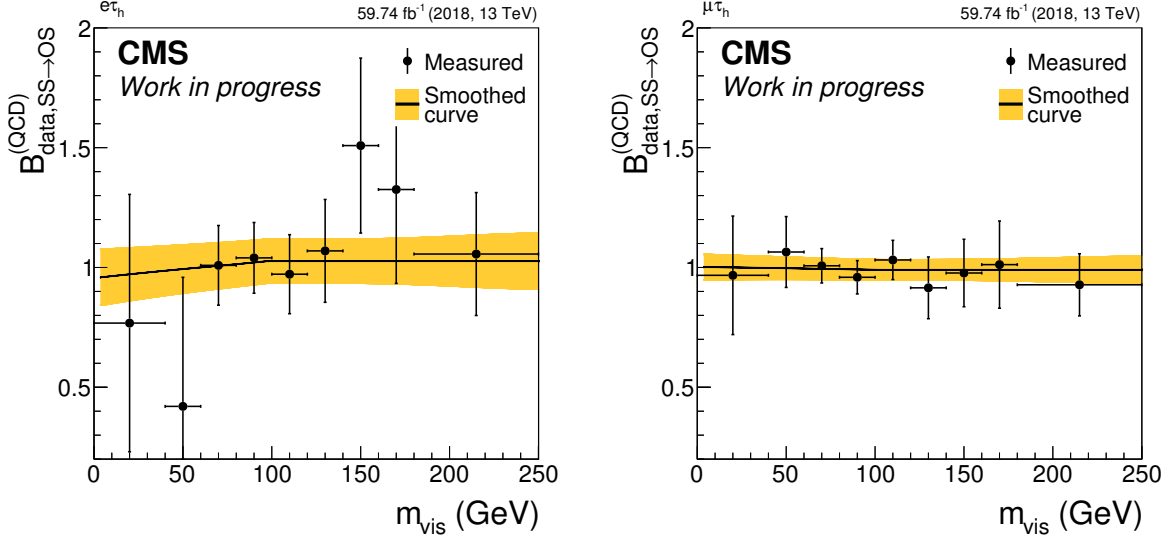 eτh 59.74 fb⁻¹ (2018, 13 TeV)
CMS
Work in progress
Measured
Smoothed
curve
B(QCD)data,SS→OS
2
1.5
1
0.5
0 50 100 150 200 250
mvis (GeV)
μτh 59.74 fb⁻¹ (2018, 13 TeV)
CMS
Work in progress
Measured
Smoothed
curve
B(QCD)data,SS→OS
2
1.5
1
0.5
0 50 100 150 200 250
mvis (GeV)